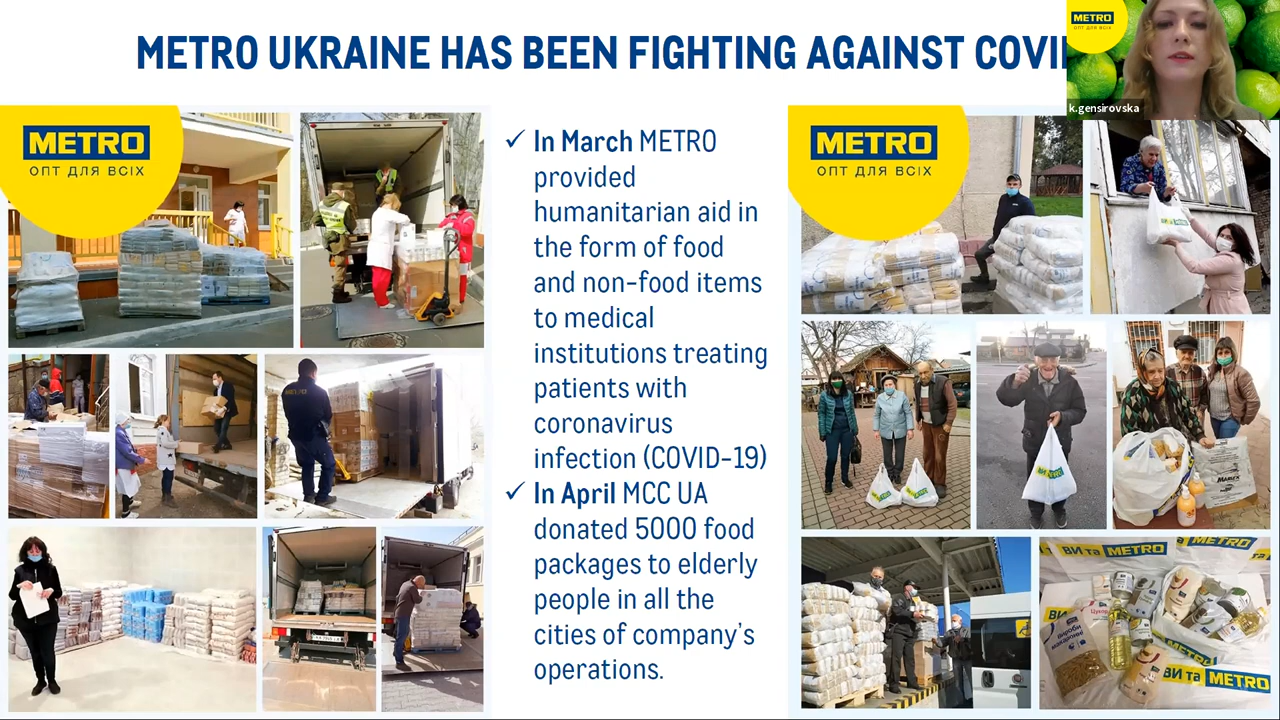 METRO UKRAINE HAS BEEN FIGHTING AGAINST COVI
METRO
ОПТ ДЛЯ ВСІХ
k.gensirovska
METRO
ОПТ ДЛЯ ВСІХ
✓ In March METRO
provided
humanitarian aid in
the form of food
and non-food items
to medical
institutions treating
patients with
coronavirus
infection (COVID-19)
✓ In April MCC UA
donated 5000 food
packages to elderly
people in all the
cities of company's
operations.
METRO
ОПТ ДЛЯ ВСІХ
ВИ та METRO
METRO
ВИ та METRO
Вироби
макаронні